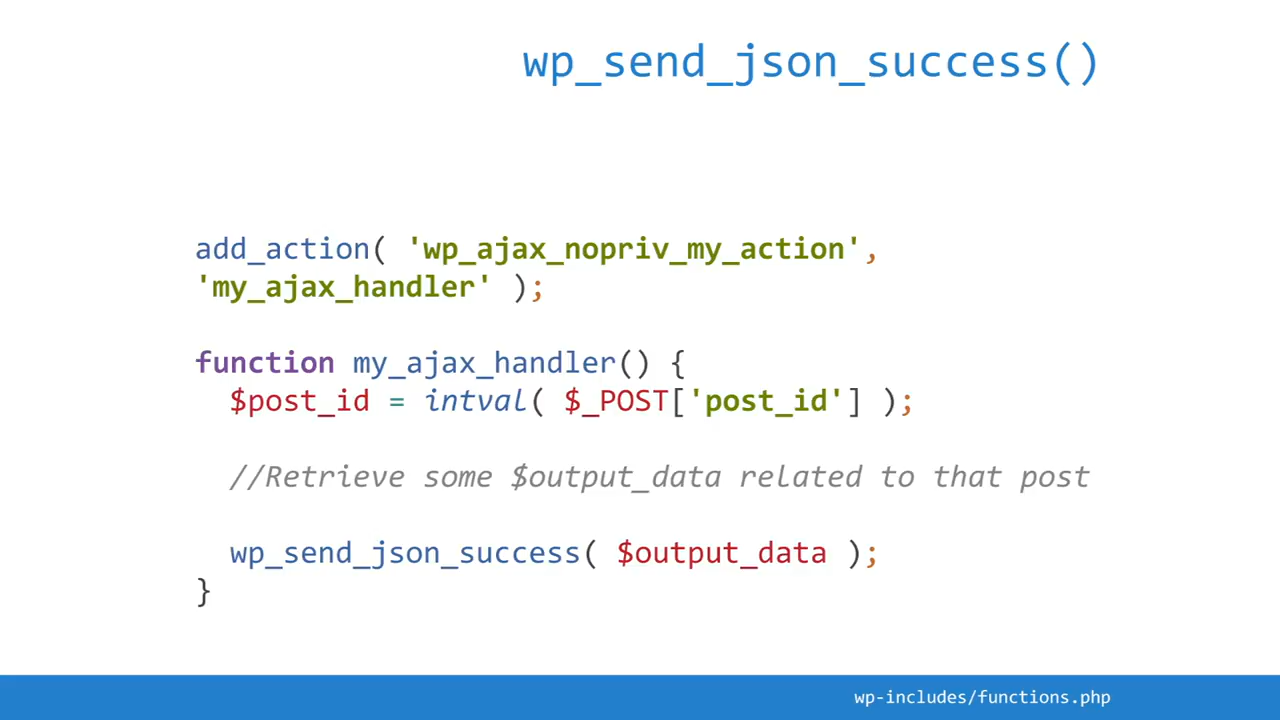 wp_send_json_success()
add_action( 'wp_ajax_nopriv_my_action',
'my_ajax_handler' );
function my_ajax_handler() {
$post_id = intval( $_POST['post_id'] );
//Retrieve some $output_data related to that post
wp_send_json_success( $output_data );
}
wp-includes/functions.php